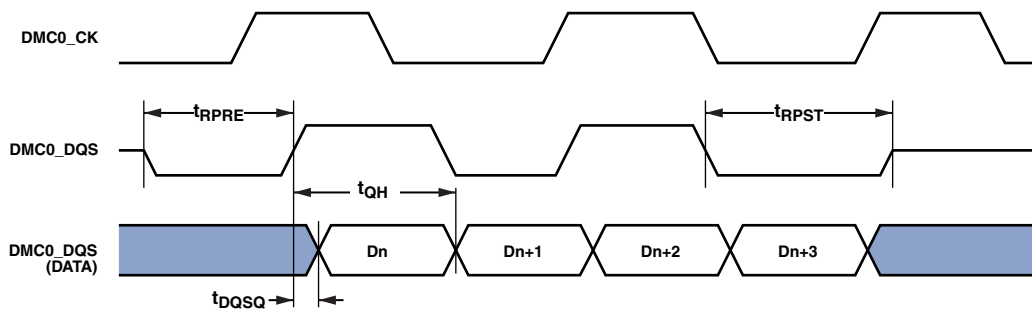 DMC0_CK
tRPRE
tRPST
DMC0_DQS
tQH
DMC0_DQS
(DATA)
Dn
Dn+1
Dn+2
Dn+3
tDQSQ